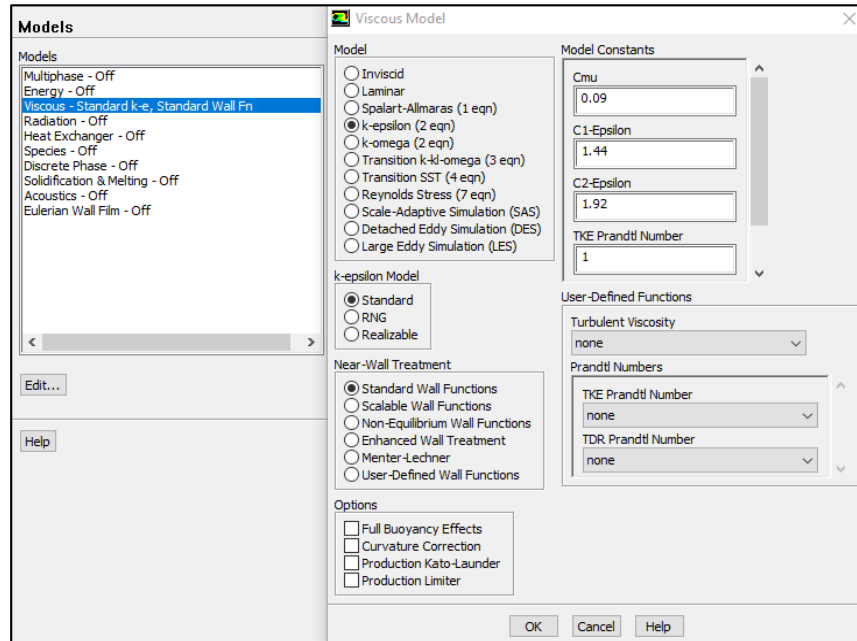 Models
Models
Multiphase - Off
Energy - Off
Viscous - Standard k-e, Standard Wall Fn
Radiation - Off
Heat Exchanger - Off
Species - Off
Discrete Phase - Off
Solidification & Melting - Off
Acoustics - Off
Eulerian Wall Film - Off
Edit...
Help
Viscous Model
Model
Inviscid
Laminar
Spalart-Allmaras (1 eqn)
k-epsilon (2 eqn)
k-omega (2 eqn)
Transition k-kl-omega (3 eqn)
Transition SST (4 eqn)
Reynolds Stress (7 eqn)
Scale-Adaptive Simulation (SAS)
Detached Eddy Simulation (DES)
Large Eddy Simulation (LES)
k-epsilon Model
Standard
RNG
Realizable
Near-Wall Treatment
Standard Wall Functions
Scalable Wall Functions
Non-Equilibrium Wall Functions
Enhanced Wall Treatment
Menter-Lechner
User-Defined Wall Functions
Options
Full Buoyancy Effects
Curvature Correction
Production Kato-Launder
Production Limiter
Model Constants
Cmu
0.09
C1-Epsilon
1.44
C2-Epsilon
1.92
TKE Prandtl Number
1
User-Defined Functions
Turbulent Viscosity
none
Prandtl Numbers
TKE Prandtl Number
none
TDR Prandtl Number
none
OK
Cancel
Help